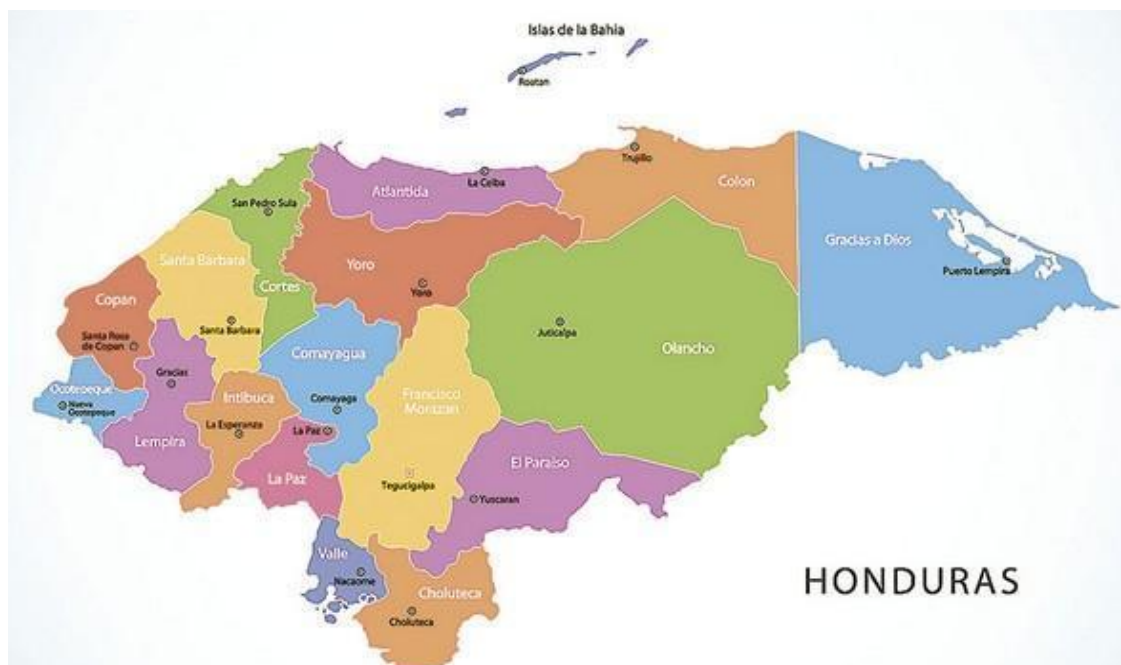 Islas de la Bahia
Roatan
Trujillo
Atlantida
La Ceiba
Colon
San Pedro Sula
Gracias a Dios
Santa Barbara
Yoro
Puerto Lempira
Copan
Cortes
Yoro
Santa Barbara
Juticalpa
Santa Rosa
de Copan
Comayagua
Olancho
Gracias
Ocotepeque
Nueva
Ocotepeque
Intibuca
Francisco
Morazan
Comayaga
La Esperanza
La Paz
Lempira
El Paraiso
La Paz
Tegucigalpa
Yuscaran
Valle
Nacaome
HONDURAS
Choluteca
Choluteca